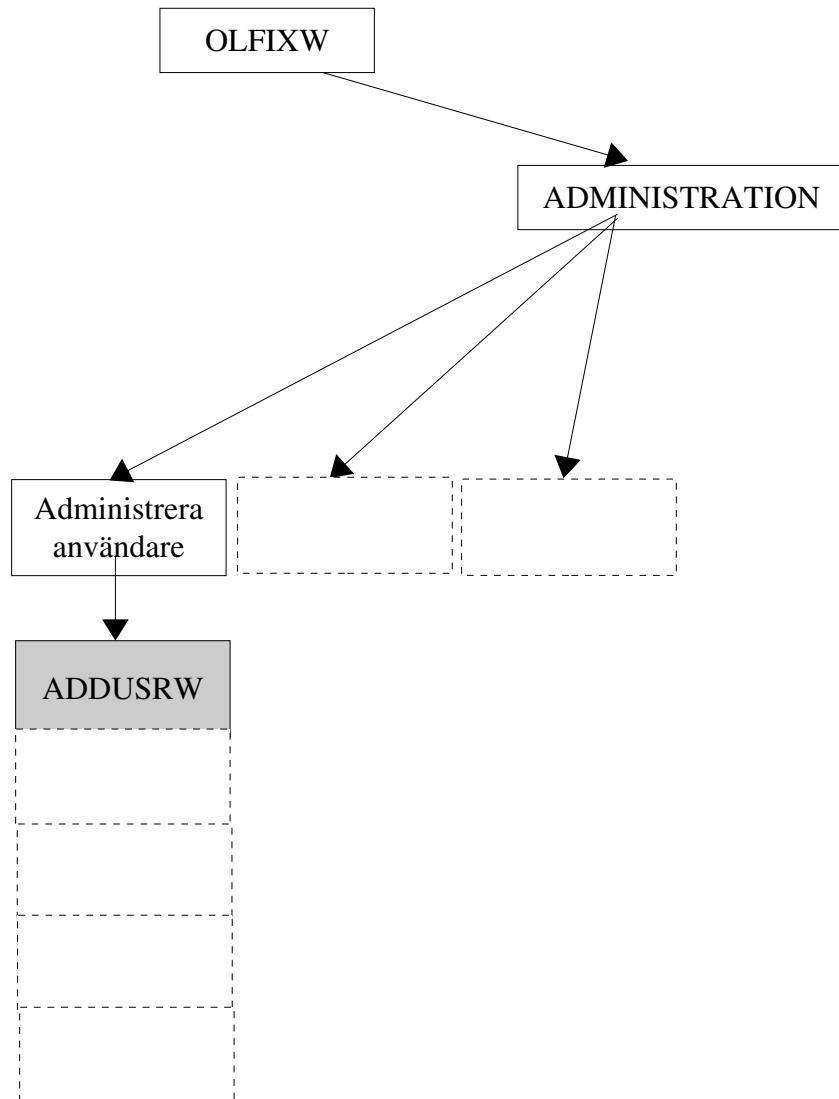 OLFIXW
ADMINISTRATION
Administrera
användare
ADDUSRW